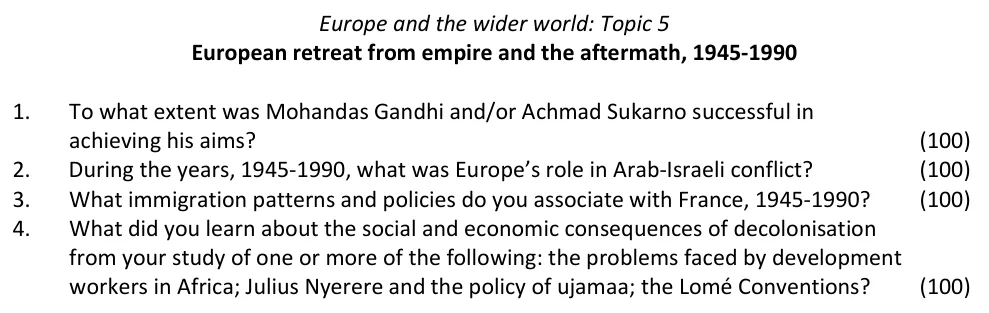 Europe and the wider world: Topic 5
European retreat from empire and the aftermath, 1945-1990
1. To what extent was Mohandas Gandhi and/or Achmad Sukarno successful in
achieving his aims? (100)
2. During the years, 1945-1990, what was Europe’s role in Arab-Israeli conflict? (100)
3. What immigration patterns and policies do you associate with France, 1945-1990? (100)
4. What did you learn about the social and economic consequences of decolonisation
from your study of one or more of the following: the problems faced by development
workers in Africa; Julius Nyerere and the policy of ujamaa; the Lomé Conventions? (100)